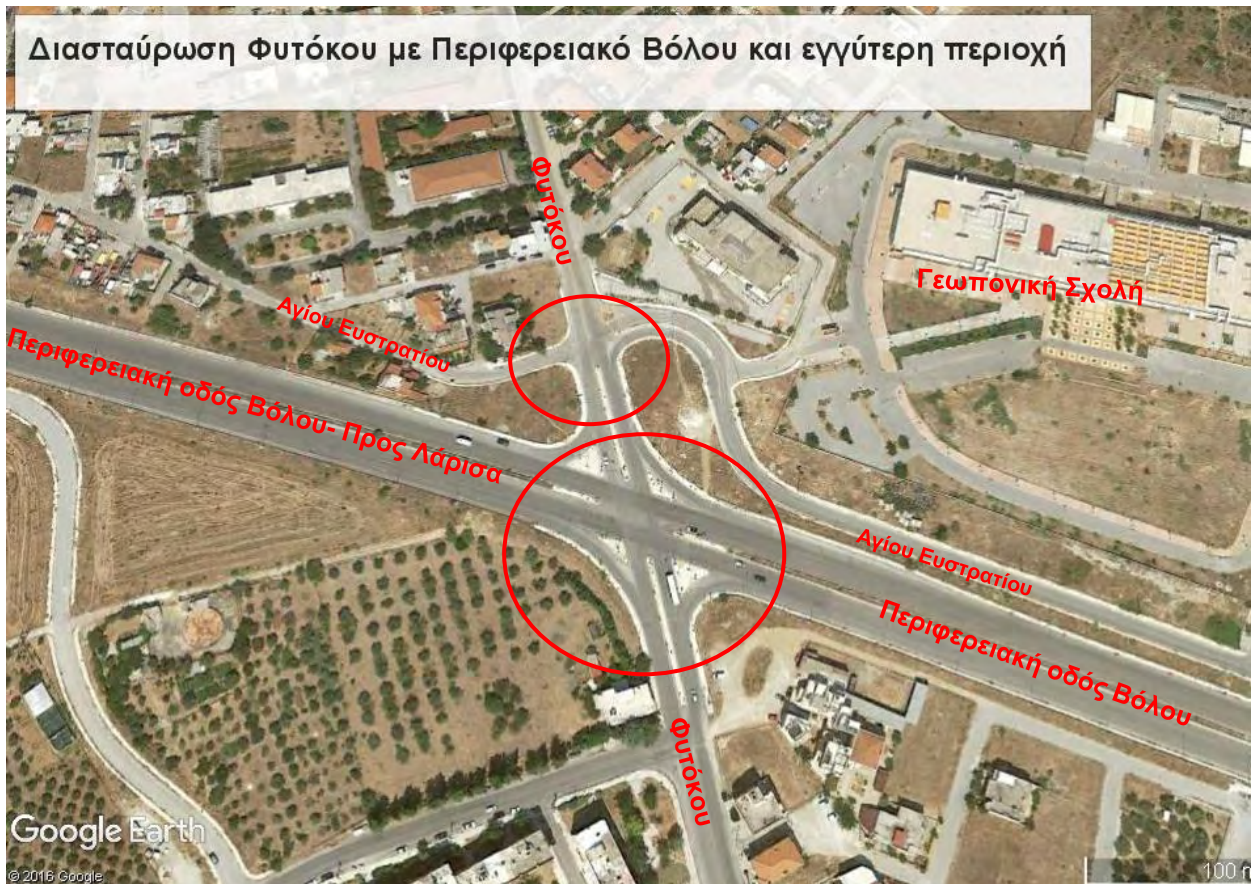 Διασταύρωση Φυτόκου με Περιφερειακό Βόλου και εγγύτερη περιοχή
Φυτόκου
Γεωπονική Σχολή
Αγίου Ευστρατίου
Περιφερειακή οδός Βόλου- Προς Λάρισα
Αγίου Ευστρατίου
Περιφερειακή οδός Βόλου
Φυτόκου
Google Earth
© 2016 Google
100